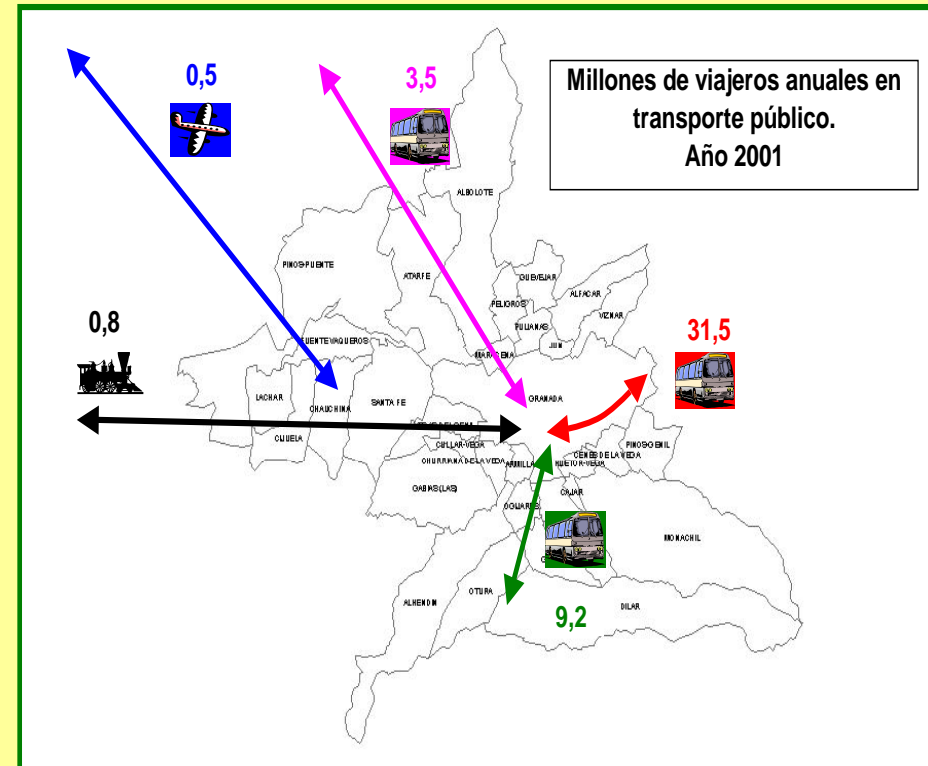 0,5
3,5
Millones de viajeros anuales en
transporte público.
Año 2001
ALBOLOTE
PINOS-PUENTE
ATARFE
GUEVEJAR
ALFACAR
PELIGROS
VIZNAR
PULIANAS
0,8
31,5
FUENTEVAQUEROS
JUN
MARACENA
LACHAR
CHAUCHINA
SANTA FE
GRANADA
CIJUELA
CULLAR-VEGA
PINOS-GENIL
CENES DE LA VEGA
CHURRIANA DE LA VEGA
ARMILLA
HUETOR-VEGA
GABIAS (LAS)
CAJAR
OGIJARES
MONACHIL
ALHENDIN
OTURA
DILAR
9,2